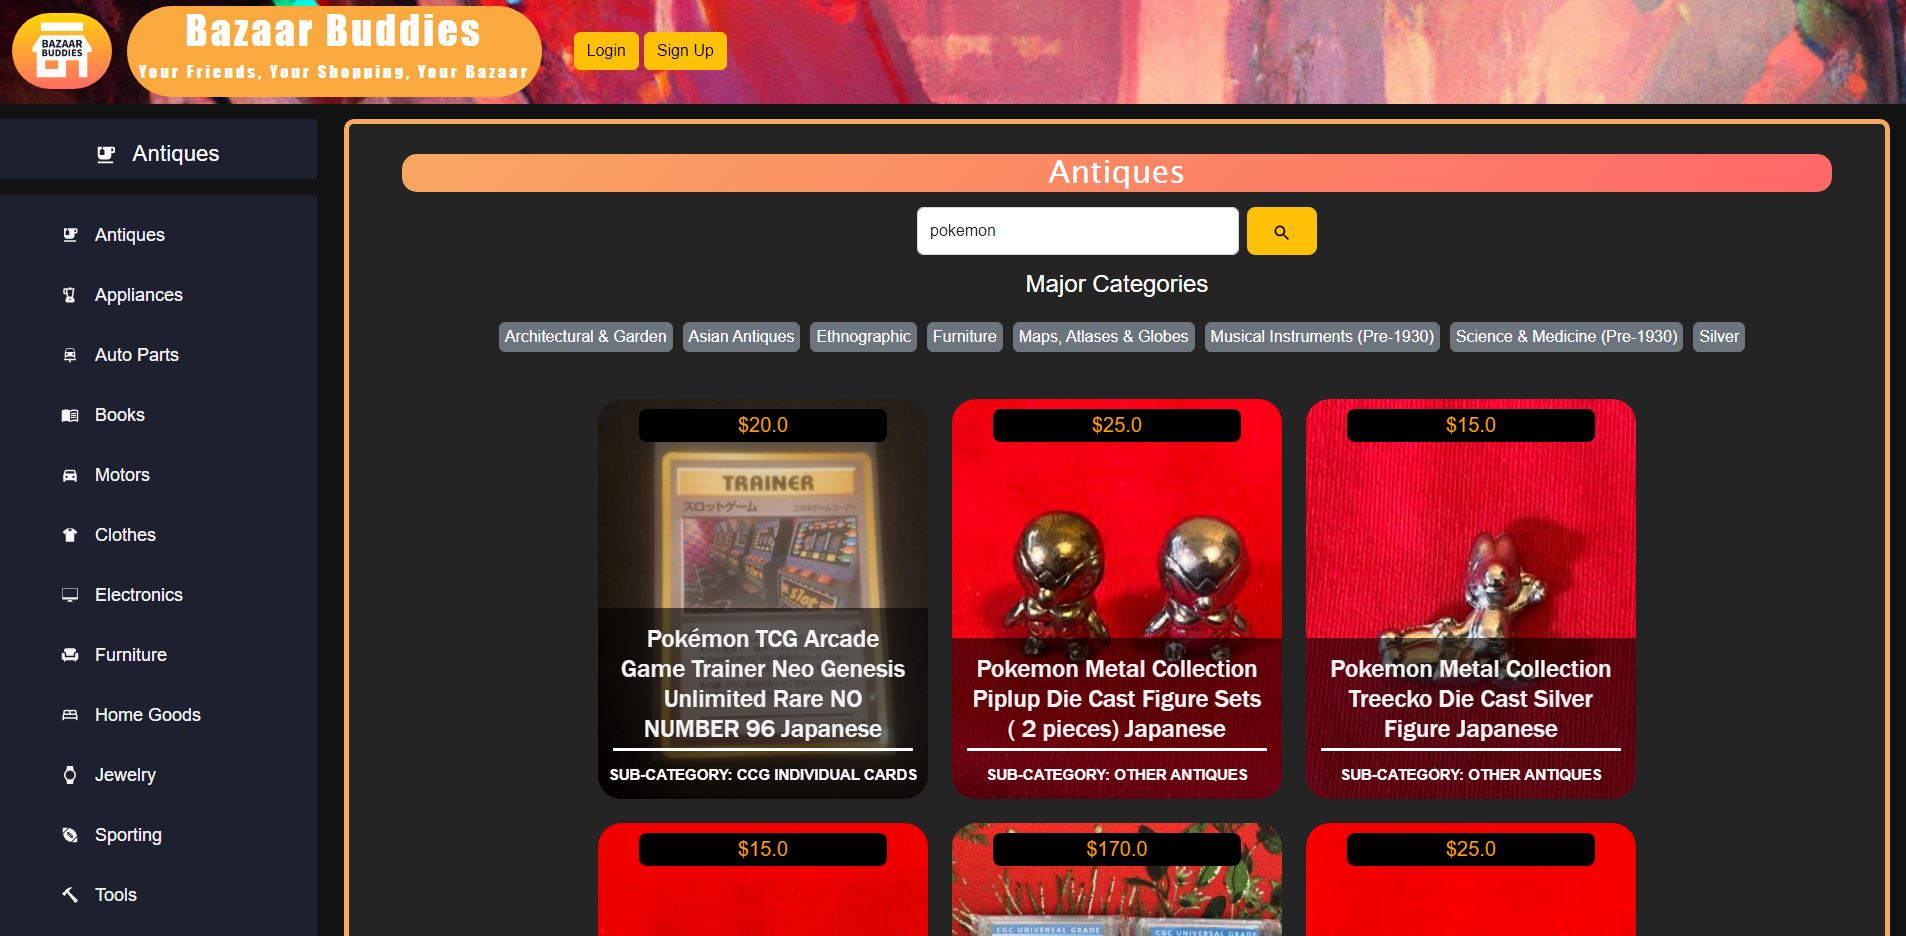 BAZAAR
BUDDIES
Bazaar Buddies
Your Friends, Your Shopping, Your Bazaar
Login
Sign Up
Antiques
Antiques
Appliances
Auto Parts
Books
Motors
Clothes
Electronics
Furniture
Home Goods
Jewelry
Sporting
Tools
Antiques
pokemon
Major Categories
Architectural & Garden
Asian Antiques
Ethnographic
Furniture
Maps, Atlases & Globes
Musical Instruments (Pre-1930)
Science & Medicine (Pre-1930)
Silver
$20.0
TRAINER
スロットゲーム
slot
Pokémon TCG Arcade
Game Trainer Neo Genesis
Unlimited Rare NO
NUMBER 96 Japanese
SUB-CATEGORY: CCG INDIVIDUAL CARDS
$25.0
Pokemon Metal Collection
Piplup Die Cast Figure Sets
( 2 pieces) Japanese
SUB-CATEGORY: OTHER ANTIQUES
$15.0
Pokemon Metal Collection
Treecko Die Cast Silver
Figure Japanese
SUB-CATEGORY: OTHER ANTIQUES
$15.0
$170.0
CGC UNIVERSAL GRADE
CGC UNIVERSAL GRADE
$25.0